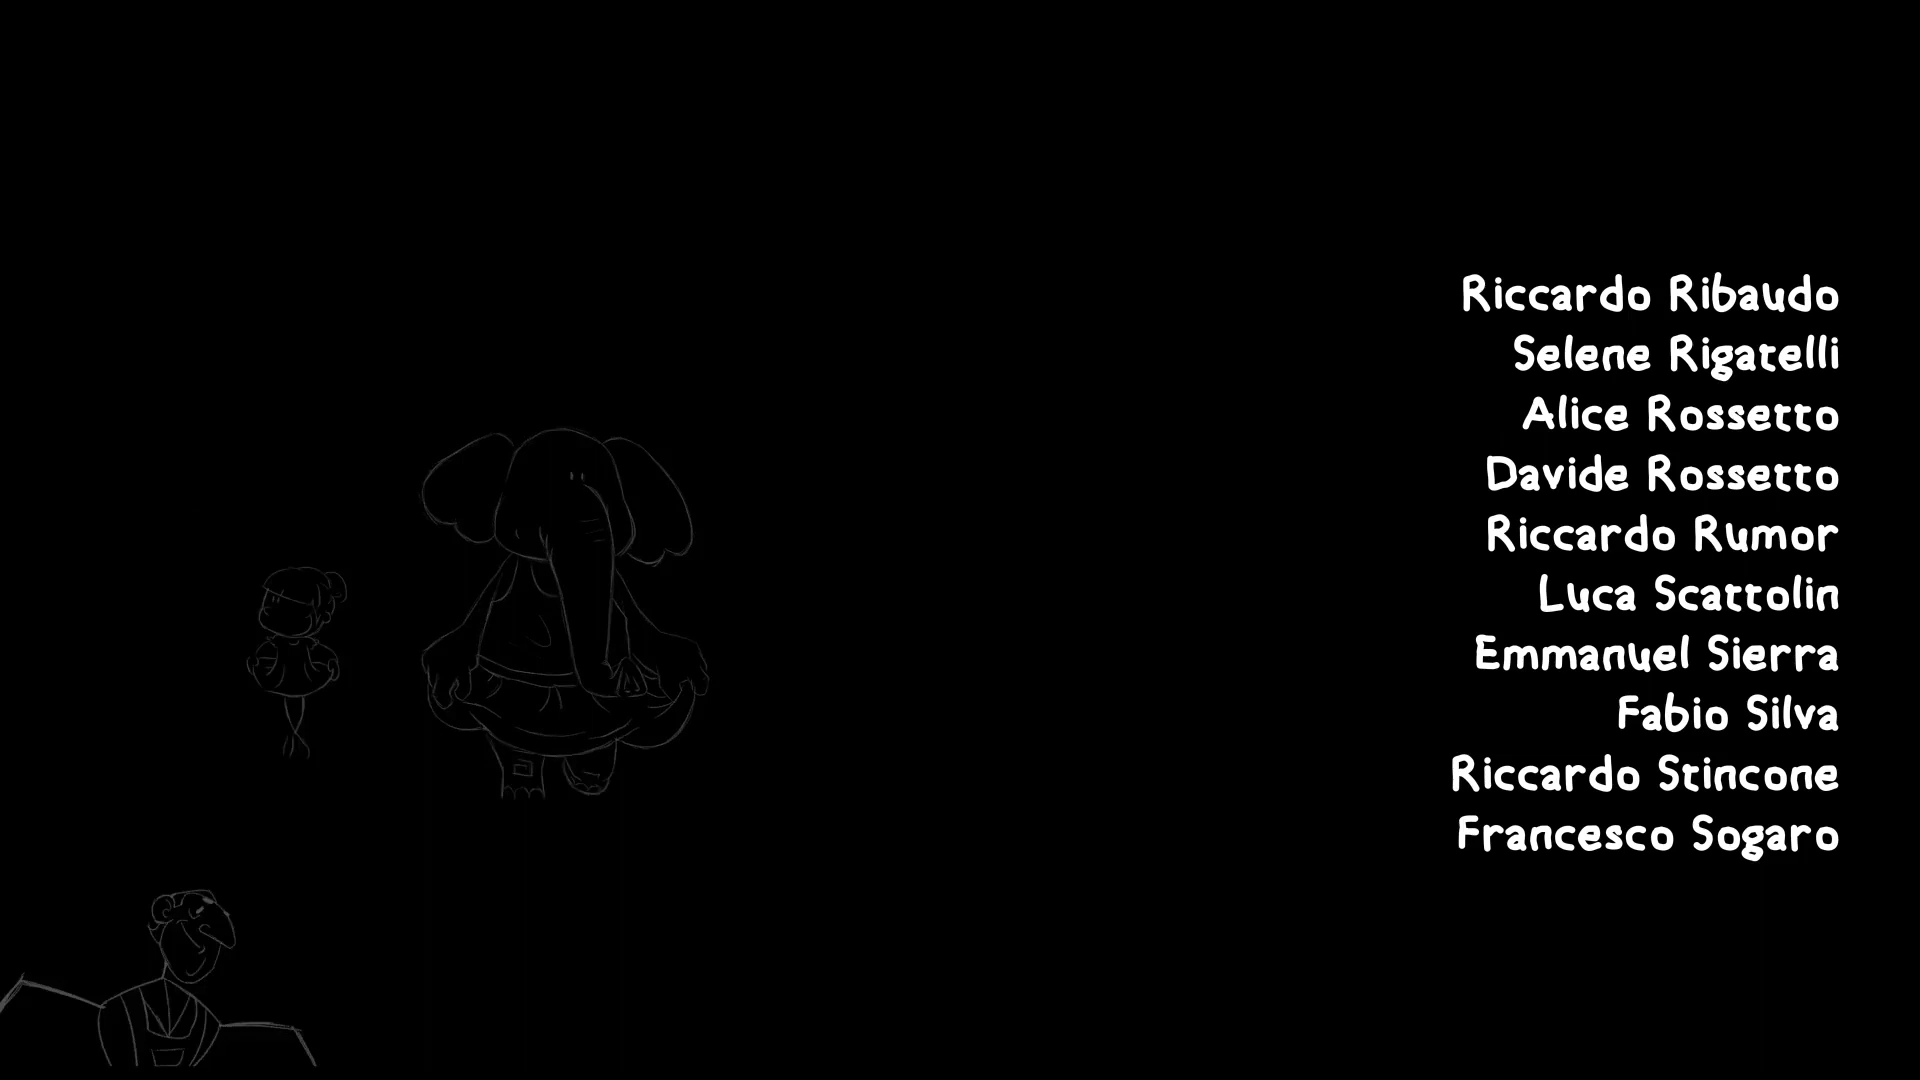 Riccardo Ribaudo
Selene Rigatelli
Alice Rossetto
Davide Rossetto
Riccardo Rumor
Luca Scattolin
Emmanuel Sierra
Fabio Silva
Riccardo Stincone
Francesco Sogaro